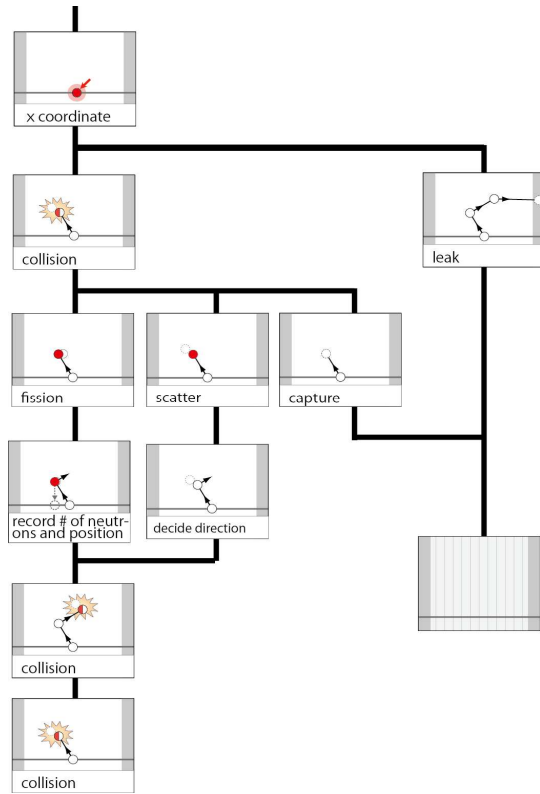 x coordinate
collision
leak
fission
scatter
capture
record # of neutr-
ons and position
decide direction
collision
collision